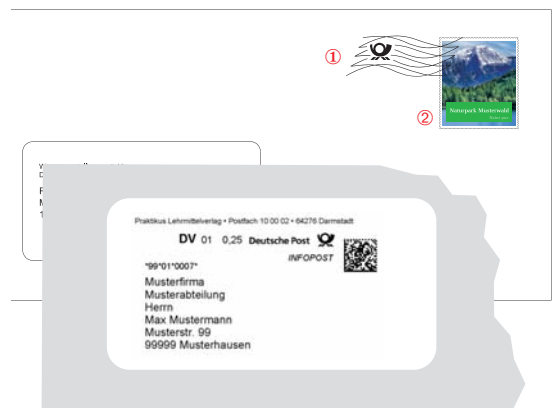 ①
②
Naturpark Musterwald
Praktikus Lehrmittelverlag • Postfach 10 00 02 • 64276 Darmstadt
DV 01 0,25 Deutsche Post
INFOPOST
*99*01*0007*
Musterfirma
Musterabteilung
Herrn
Max Mustermann
Musterstr. 99
99999 Musterhausen